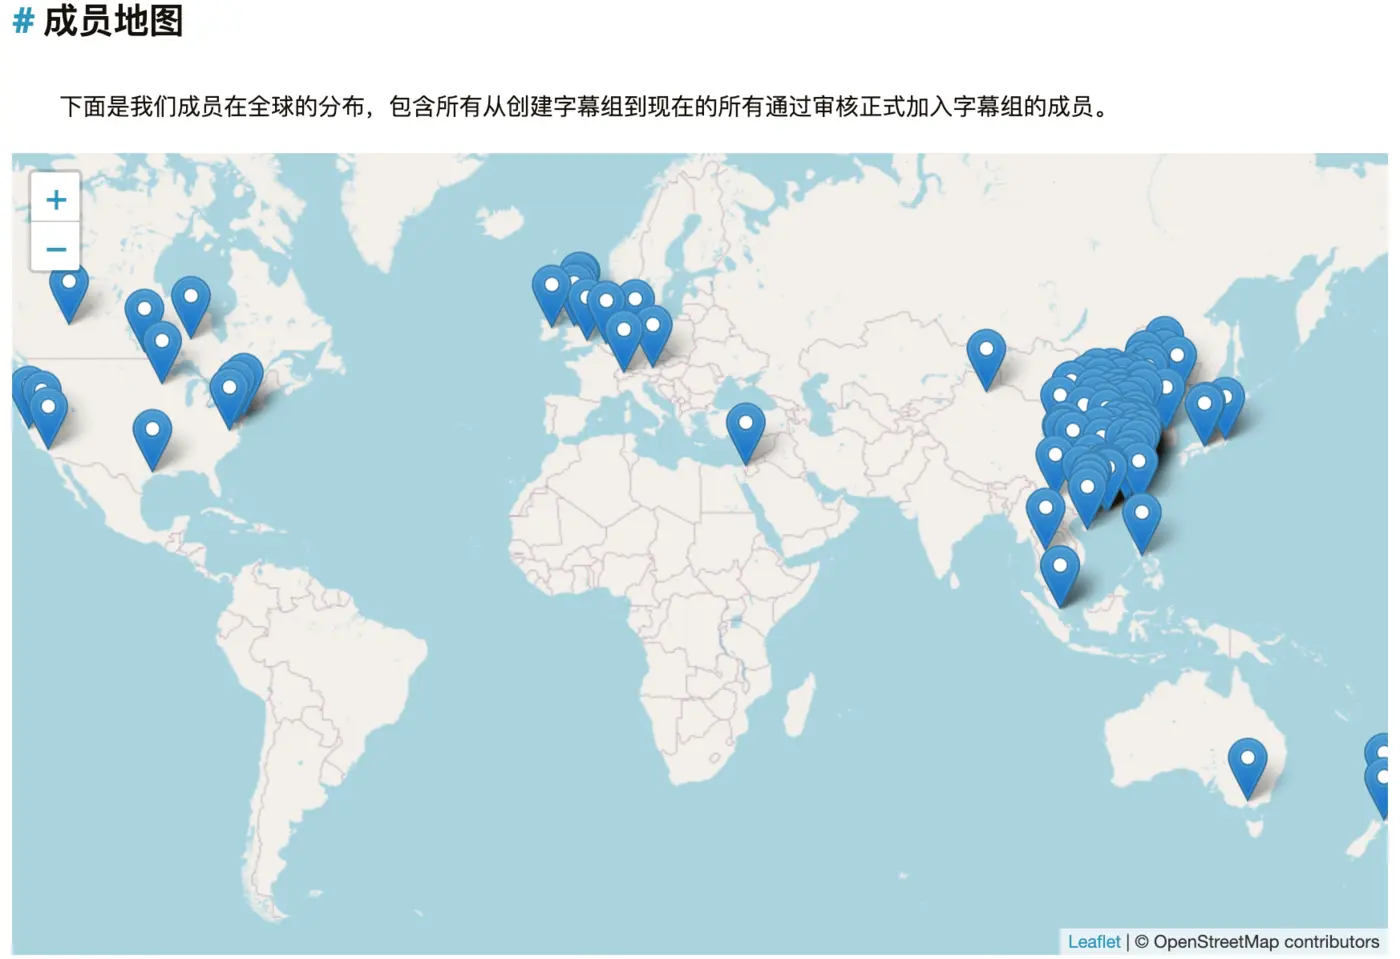 # 成员地图
下面是我们成员在全球的分布，包含所有从创建字幕组到现在的所有通过审核正式加入字幕组的成员。
+
−
Leaflet | © OpenStreetMap contributors